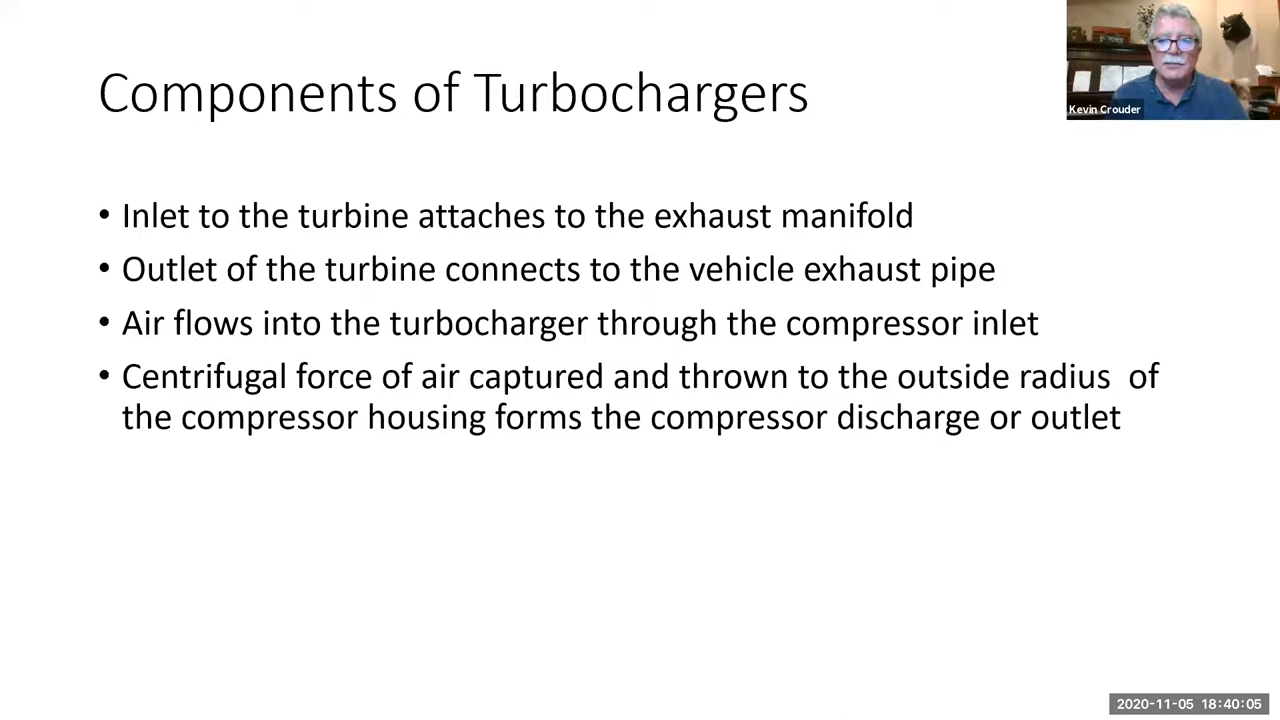 Components of Turbochargers
Kevin Crouder
• Inlet to the turbine attaches to the exhaust manifold
• Outlet of the turbine connects to the vehicle exhaust pipe
• Air flows into the turbocharger through the compressor inlet
• Centrifugal force of air captured and thrown to the outside radius of
the compressor housing forms the compressor discharge or outlet
2020-11-05 18:40:05